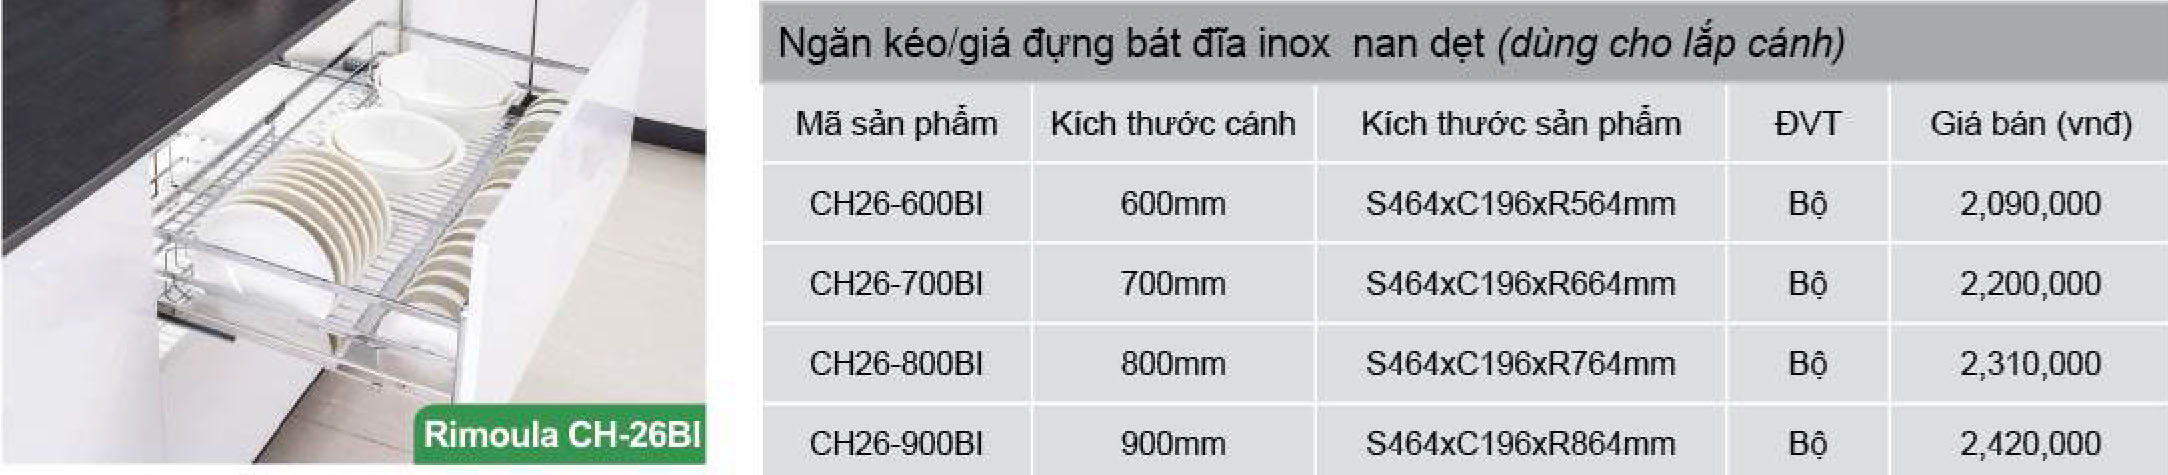 Ngăn kéo/giá đựng bát đĩa inox nan dẹt (dùng cho lắp cánh)
Mã sản phẩm Kích thước cánh Kích thước sản phẩm ĐVT Giá bán (vnđ)
CH26-600BI 600mm S464xC196xR564mm Bộ 2,090,000
CH26-700BI 700mm S464xC196xR664mm Bộ 2,200,000
CH26-800BI 800mm S464xC196xR764mm Bộ 2,310,000
CH26-900BI 900mm S464xC196xR864mm Bộ 2,420,000
Rimoula CH-26BI